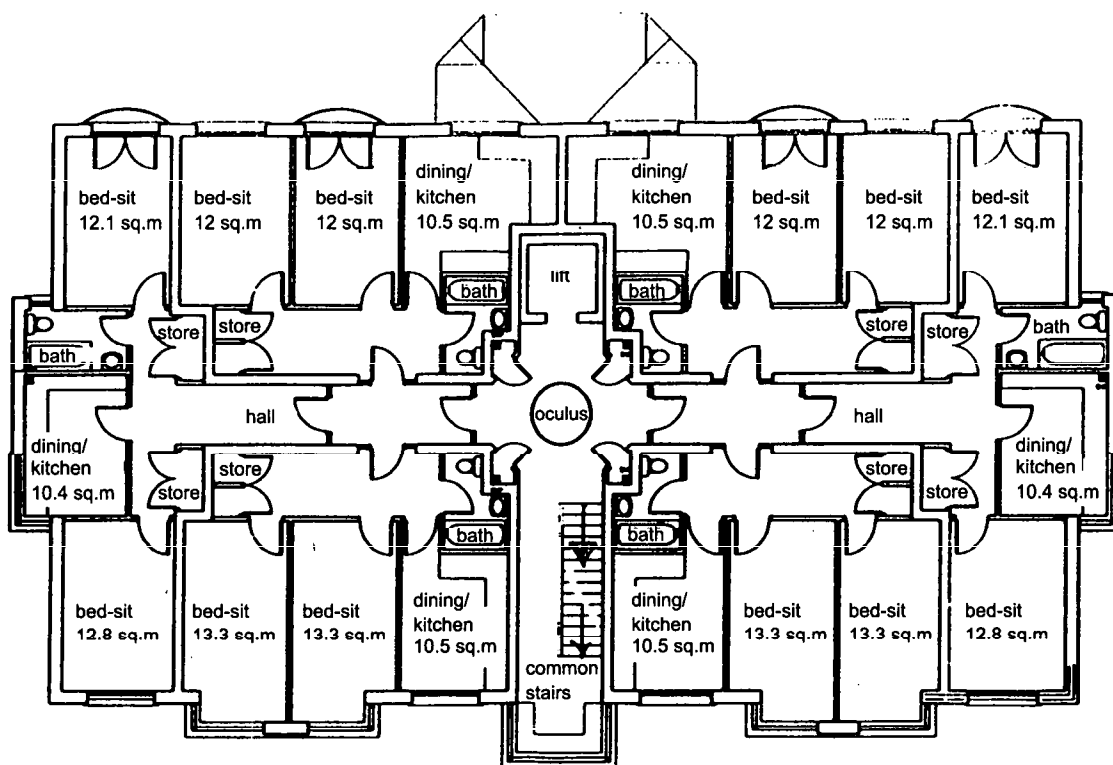 bed-sit
12.1 sq.m
bed-sit
12 sq.m
bed-sit
12 sq.m
dining/
kitchen
10.5 sq.m
dining/
kitchen
10.5 sq.m
bed-sit
12 sq.m
bed-sit
12 sq.m
bed-sit
12.1 sq.m
lift
bath
bath
store
store
store
store
bath
bath
hall
oculus
hall
dining/
kitchen
10.4 sq.m
dining/
kitchen
10.4 sq.m
store
store
store
store
bath
bath
bed-sit
12.8 sq.m
bed-sit
13.3 sq.m
bed-sit
13.3 sq.m
dining/
kitchen
10.5 sq.m
common
stairs
dining/
kitchen
10.5 sq.m
bed-sit
13.3 sq.m
bed-sit
13.3 sq.m
bed-sit
12.8 sq.m